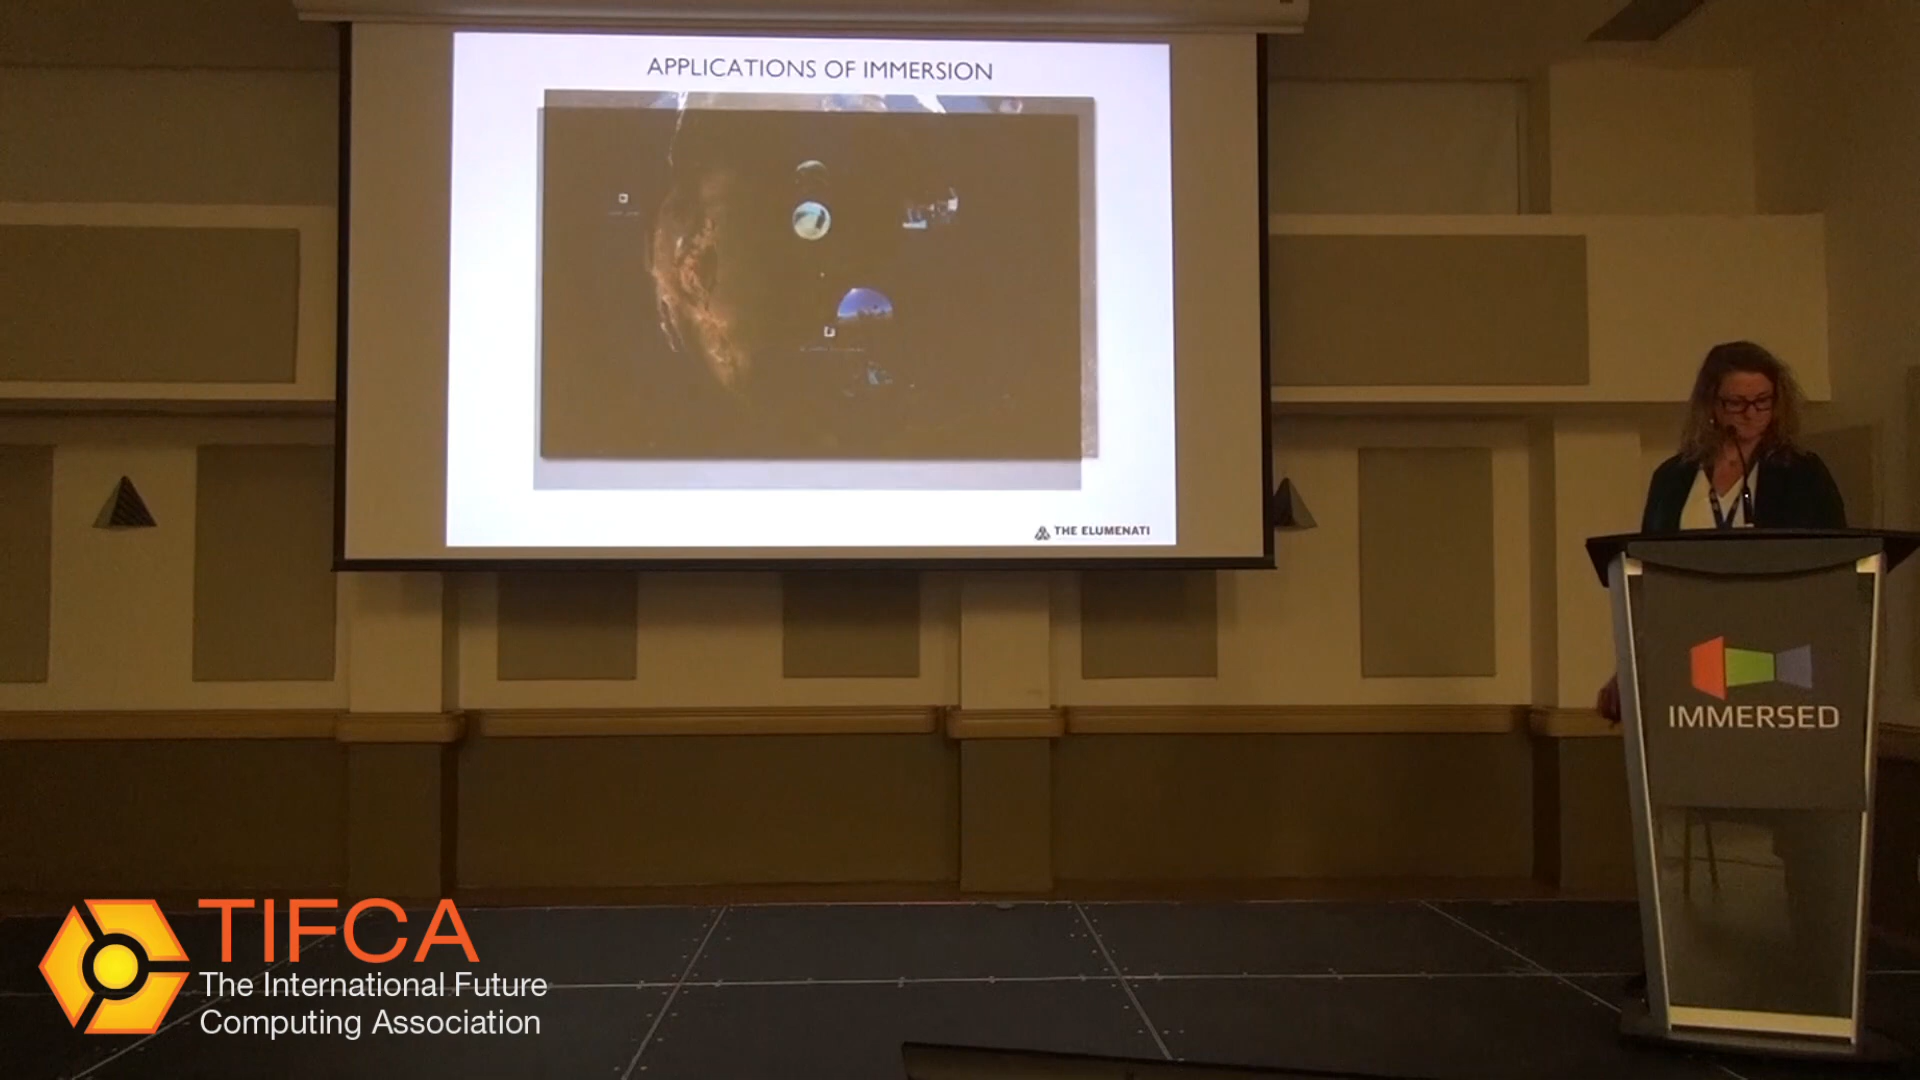 APPLICATIONS OF IMMERSION
THE ELUMENATI
IMMERSED
TIFCA
The International Future
Computing Association